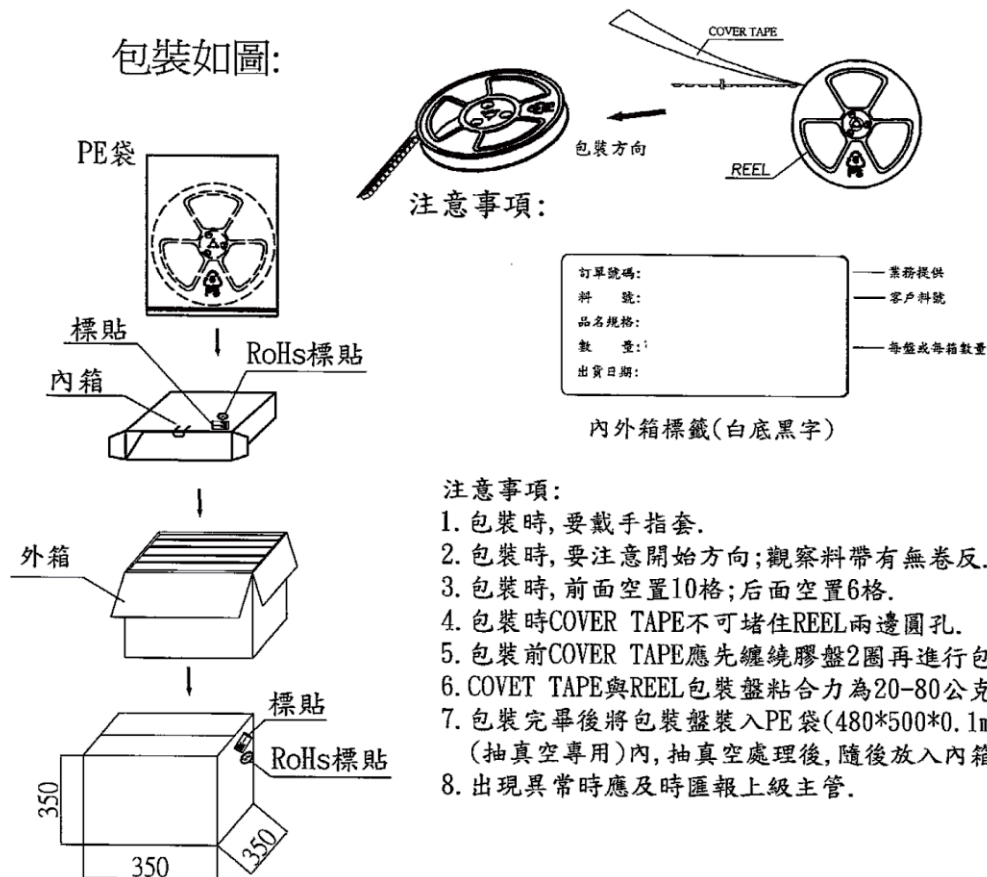 包裝如圖:
COVER TAPE
包裝方向
REEL
PS
PE袋
PS
標貼
RoHs標貼
內箱
外箱
標貼
RoHs標貼
350
350
350
注意事項:
訂單號碼:
料 號:
品名規格:
數 量:
出貨日期:
業務提供
客戶料號
每盤或每箱數量
內外箱標籤(白底黑字)
注意事項:
1.包裝時,要戴手指套.
2.包裝時,要注意開始方向;觀察料帶有無卷反.
3.包裝時,前面空置10格;后面空置6格.
4.包裝時COVER TAPE不可堵住REEL兩邊圓孔.
5.包裝前COVER TAPE應先纏繞膠盤2圈再進行包
6.COVET TAPE與REEL包裝盤粘合力為20-80公克
7.包裝完畢後將包裝盤裝入PE袋(480*500*0.1m
(抽真空專用)內,抽真空處理後,隨後放入內箱
8.出現異常時應及時匯報上級主管.